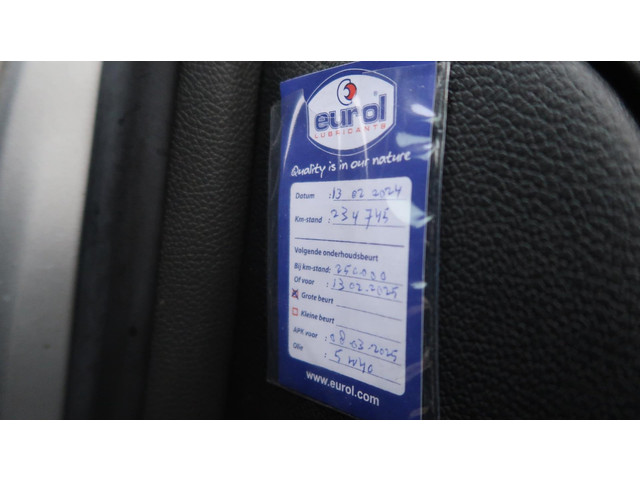 eurol
®
LUBRICANTS
Quality is in our nature
Datum : 13 02 2024
Km-stand : 234745
Volgende onderhoudsbeurt
Bij km-stand: 250.000
Of voor : 13.02.2025
Grote beurt
Kleine beurt
APK voor : 08 03 2025
Olie : 5W40
www.eurol.com